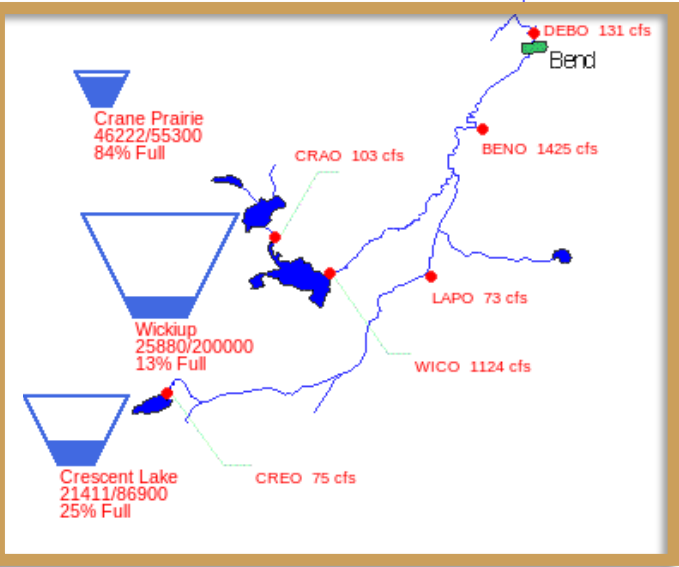 DEBO 131 cfs
Bend
Crane Prairie
46222/55300
84% Full
BENO 1425 cfs
CRAO 103 cfs
LAPO 73 cfs
Wickiup
25880/200000
13% Full
WICO 1124 cfs
Crescent Lake
21411/86900
25% Full
CREO 75 cfs